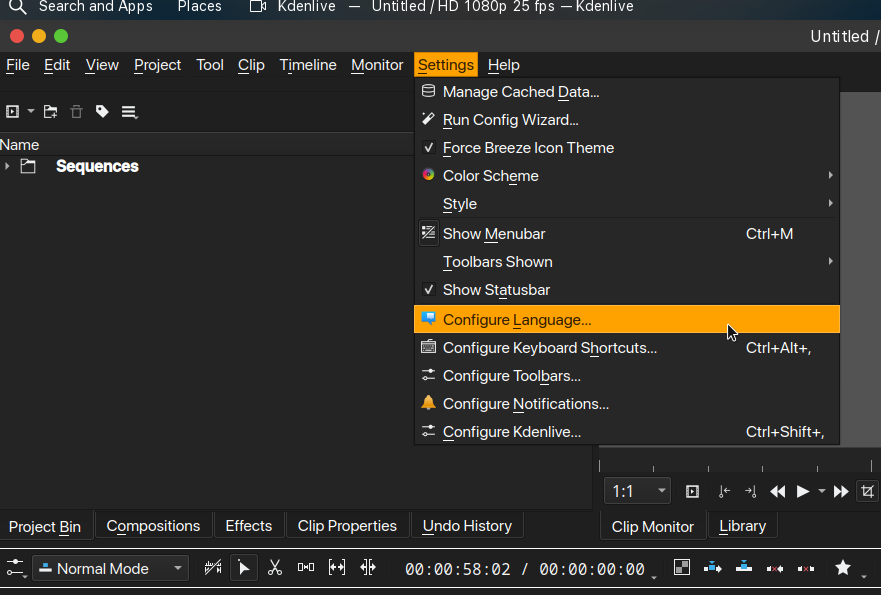 Search and Apps Places Kdenlive — Untitled / HD 1080p 25 fps — Kdenlive
Untitled /
File Edit View Project Tool Clip Timeline Monitor Settings Help
Manage Cached Data...
Run Config Wizard...
Name
Force Breeze Icon Theme
Sequences
Color Scheme
Style
Show Menubar Ctrl+M
Toolbars Shown
Show Statusbar
Configure Language...
Configure Keyboard Shortcuts... Ctrl+Alt+,
Configure Toolbars...
Configure Notifications...
Configure Kdenlive... Ctrl+Shift+,
1:1
Project Bin Compositions Effects Clip Properties Undo History Clip Monitor Library
Normal Mode 00:00:58:02 / 00:00:00:00